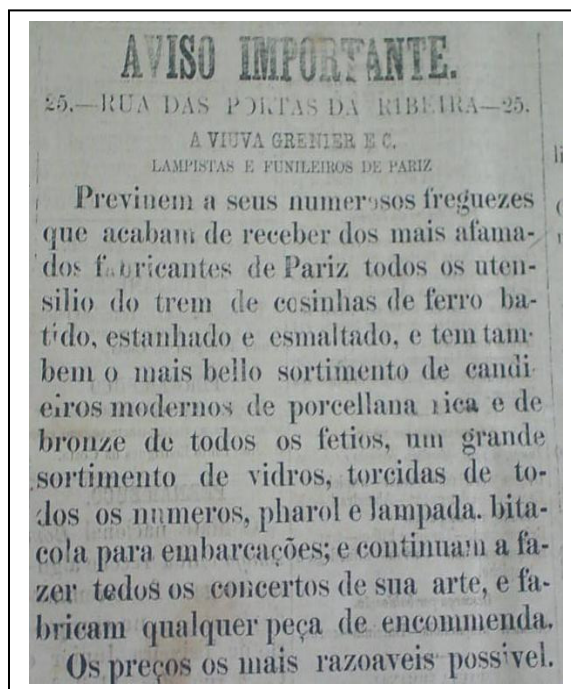 AVISO IMPORTANTE.
25.—RUA DAS PORTAS DA RIBEIRA—25.
A VIUVA GRENIER E C.
LAMPISTAS E FUNILEIROS DE PARIZ
Previnem a seus numerosos freguezes
que acabam de receber dos mais afama-
dos fabricantes de Pariz todos os uten-
silio do trem de cosinhas de ferro ba-
tido, estanhado e esmaltado, e tem tam-
bem o mais bello sortimento de candi
eiros modernos de porcellana rica e de
bronze de todos os fetios, um grande
sortimento de vidros, torcidas de to-
dos os numeros, pharol e lampada. bita-
cola para embarcações; e continuam a fa-
zer todos os concertos de sua arte, e fa-
bricam qualquer peça de encommenda.
Os preços os mais razoaveis possivel.